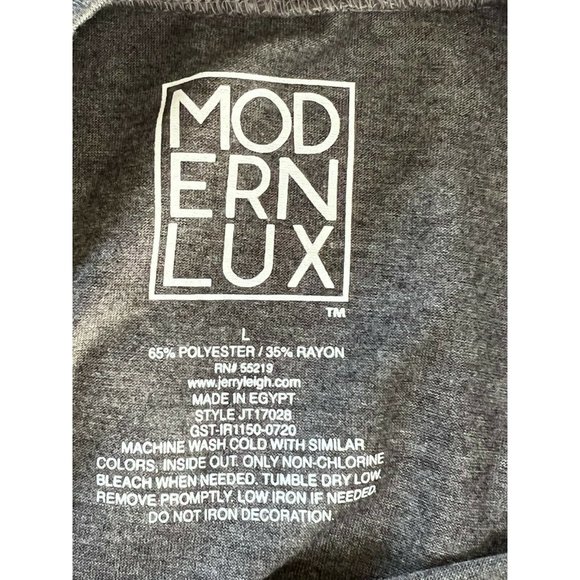 MOD
ERN
LUX
TM
L
65% POLYESTER / 35% RAYON
RN# 55219
www.jerryleigh.com
MADE IN EGYPT
STYLE JT17028
GST-IR1150-0720
MACHINE WASH COLD WITH SIMILAR
COLORS, INSIDE OUT. ONLY NON-CHLORINE
BLEACH WHEN NEEDED. TUMBLE DRY LOW.
REMOVE PROMPTLY. LOW IRON IF NEEDED.
DO NOT IRON DECORATION.